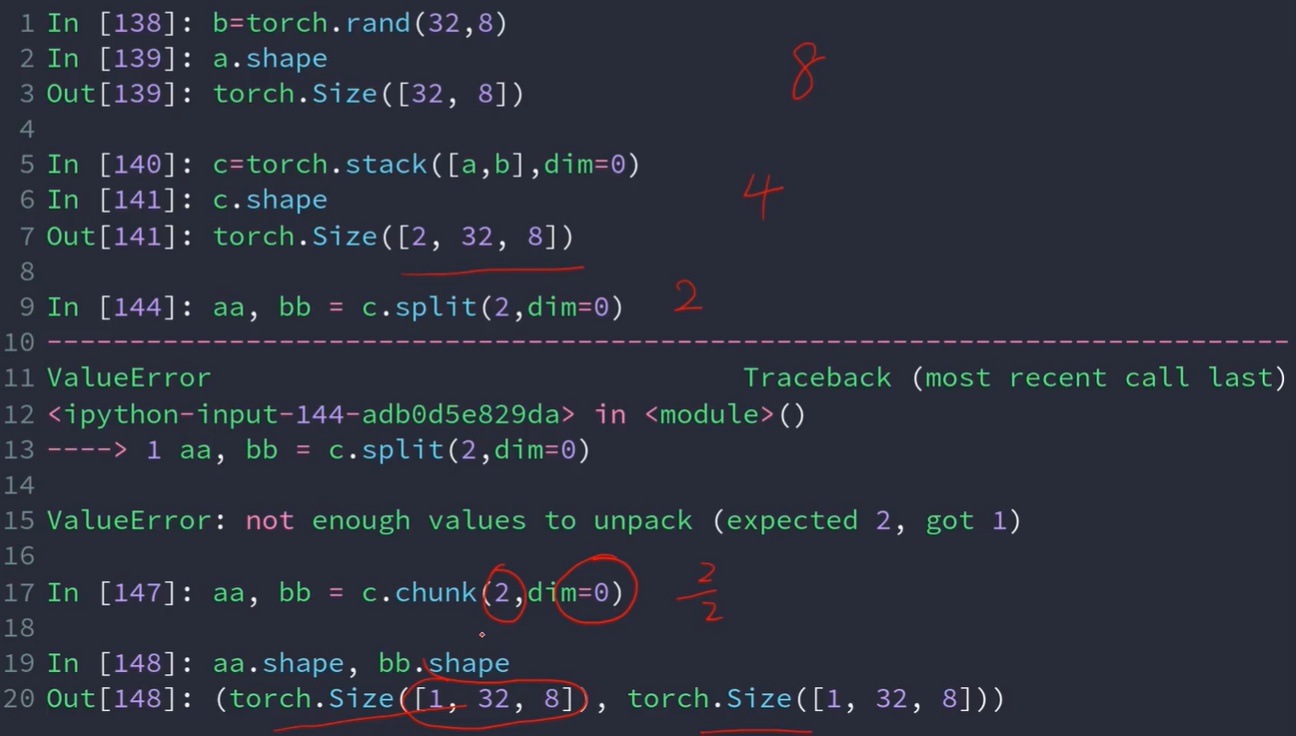 1 In [138]: b=torch.rand(32,8)
2 In [139]: a.shape
8
3 Out[139]: torch.Size([32, 8])
4
5 In [140]: c=torch.stack([a,b],dim=0)
6 In [141]: c.shape
4
7 Out[141]: torch.Size([2, 32, 8])
8
9 In [144]: aa, bb = c.split(2,dim=0)
2
10 ----------------------------------------------------------------------------
11 ValueError                                Traceback (most recent call last)
12 <ipython-input-144-adb0d5e829da> in <module>()
13 ----> 1 aa, bb = c.split(2,dim=0)
14
15 ValueError: not enough values to unpack (expected 2, got 1)
16
17 In [147]: aa, bb = c.chunk(2,dim=0)
2
2
18
19 In [148]: aa.shape, bb.shape
20 Out[148]: (torch.Size([1, 32, 8]), torch.Size([1, 32, 8]))